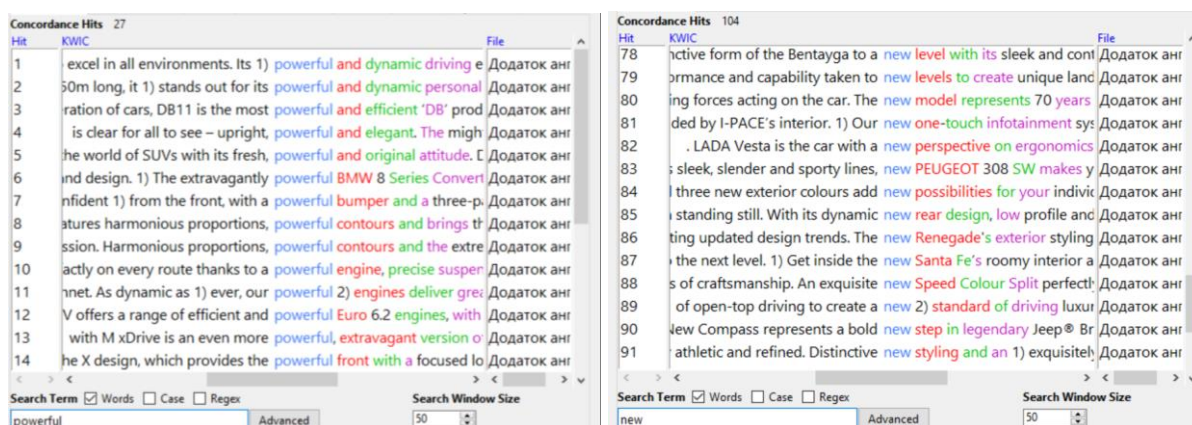 Concordance Hits 27
Hit KWIC File
1 excel in all environments. Its 1) powerful and dynamic driving e Додаток анг
2 50m long, it 1) stands out for its powerful and dynamic personal Додаток анг
3 eration of cars, DB11 is the most powerful and efficient 'DB' prod Додаток анг
4 is clear for all to see – upright, powerful and elegant. The migh Додаток анг
5 the world of SUVs with its fresh, powerful and original attitude. D Додаток анг
6 nd design. 1) The extravagantly powerful BMW 8 Series Convert Додаток анг
7 nfident 1) from the front, with a powerful bumper and a three-p Додаток анг
8 atures harmonious proportions, powerful contours and brings th Додаток анг
9 ssion. Harmonious proportions, powerful contours and the extre Додаток анг
10 actly on every route thanks to a powerful engine, precise suspen Додаток анг
11 nnet. As dynamic as 1) ever, our powerful 2) engines deliver grea Додаток анг
12 V offers a range of efficient and powerful Euro 6.2 engines, with Додаток анг
13 with M xDrive is an even more powerful, extravagant version o Додаток анг
14 he X design, which provides the powerful front with a focused lo Додаток анг
Search Term Words Case Regex Search Window Size
powerful Advanced 50
Concordance Hits 104
Hit KWIC File
78 nctive form of the Bentayga to a new level with its sleek and cont Додаток анг
79 ormance and capability taken to new levels to create unique land Додаток анг
80 ing forces acting on the car. The new model represents 70 years Додаток анг
81 ded by I-PACE's interior. 1) Our new one-touch infotainment sys Додаток анг
82 . LADA Vesta is the car with a new perspective on ergonomics Додаток анг
83 s sleek, slender and sporty lines, new PEUGEOT 308 SW makes y Додаток анг
84 l three new exterior colours add new possibilities for your individ Додаток анг
85 standing still. With its dynamic new rear design, low profile and Додаток анг
86 ting updated design trends. The new Renegade's exterior styling Додаток анг
87 the next level. 1) Get inside the new Santa Fe's roomy interior a Додаток анг
88 s of craftsmanship. An exquisite new Speed Colour Split perfectly Додаток анг
89 of open-top driving to create a new 2) standard of driving luxur Додаток анг
90 New Compass represents a bold new step in legendary Jeep® Br Додаток анг
91 athletic and refined. Distinctive new styling and an 1) exquisitely Додаток анг
Search Term Words Case Regex Search Window Size
new Advanced 50